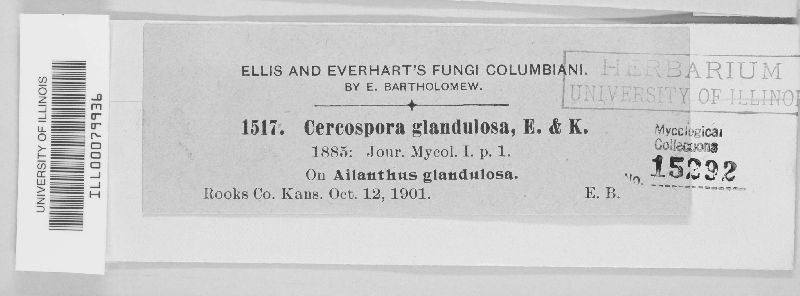 ELLIS AND EVERHART'S FUNGI COLUMBIANI.
BY E. BARTHOLOMEW.
1517. Cercospora glandulosa, E. & K.
1885: Jour. Mycol. I. p. 1.
On Ailanthus glandulosa.
Rooks Co. Kans. Oct. 12, 1901. E. B.
HERBARIUM
UNIVERSITY OF ILLINOI
Mycological
Collections
No. 15292
UNIVERSITY OF ILLINOIS
ILL00079936